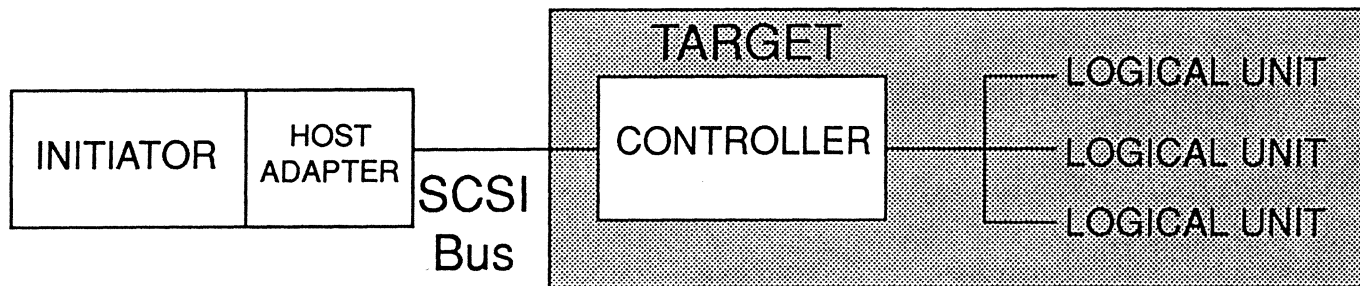 INITIATOR
HOST
ADAPTER
SCSI
Bus
TARGET
CONTROLLER
LOGICAL UNIT
LOGICAL UNIT
LOGICAL UNIT